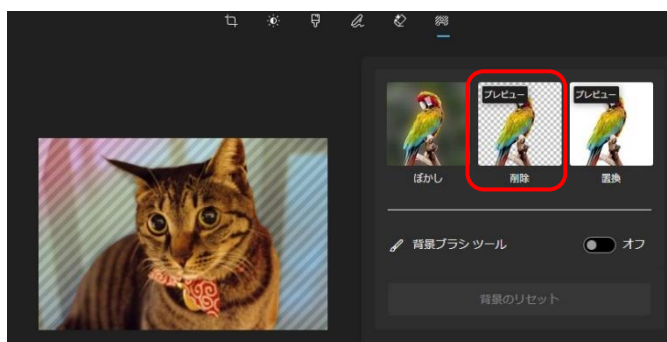 プレビュー
プレビュー
ぼかし
削除
置換
背景ブラシ ツール
オフ
背景のリセット